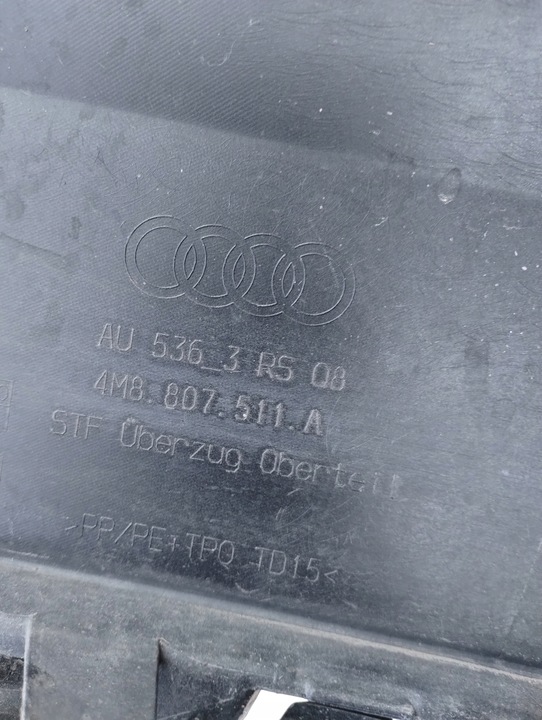 AU 536_3 RS Q8
4M8.807.511.A
STF Überzug Oberteil
>PP/PE+TPO TD15<